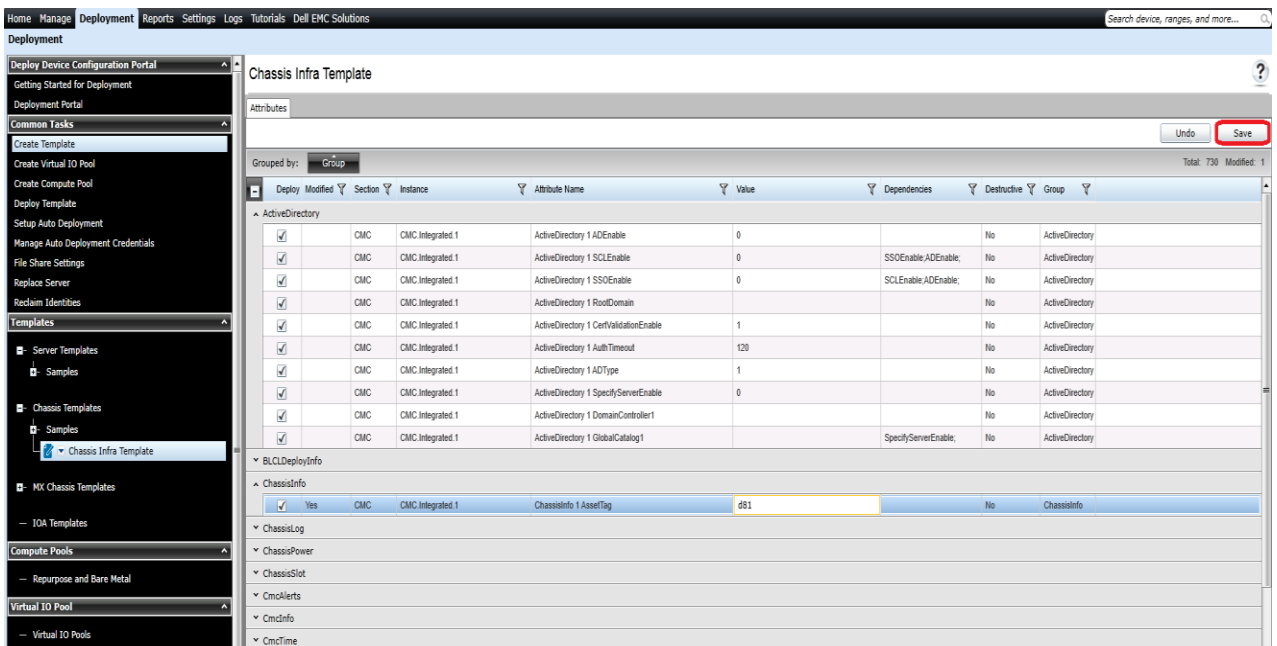 Home Manage Deployment Reports Settings Logs Tutorials Dell EMC Solutions Search device, ranges, and more...
Deployment
Deploy Device Configuration Portal
Getting Started for Deployment
Deployment Portal
Common Tasks
Create Template
Create Virtual IO Pool
Create Compute Pool
Deploy Template
Setup Auto Deployment
Manage Auto Deployment Credentials
File Share Settings
Replace Server
Reclaim Identities
Templates
Server Templates
Samples
Chassis Templates
Samples
Chassis Infra Template
MX Chassis Templates
IOA Templates
Compute Pools
Repurpose and Bare Metal
Virtual IO Pool
Virtual IO Pools
Chassis Infra Template ?
Attributes
Undo Save
Grouped by: Group Total: 730 Modified: 1
Deploy Modified Section Instance Attribute Name Value Dependencies Destructive Group
ActiveDirectory
CMC CMC.Integrated.1 ActiveDirectory 1 ADEnable 0 No ActiveDirectory
CMC CMC.Integrated.1 ActiveDirectory 1 SCLEnable 0 SSOEnable;ADEnable; No ActiveDirectory
CMC CMC.Integrated.1 ActiveDirectory 1 SSOEnable 0 SCLEnable;ADEnable; No ActiveDirectory
CMC CMC.Integrated.1 ActiveDirectory 1 RootDomain No ActiveDirectory
CMC CMC.Integrated.1 ActiveDirectory 1 CertValidationEnable 1 No ActiveDirectory
CMC CMC.Integrated.1 ActiveDirectory 1 AuthTimeout 120 No ActiveDirectory
CMC CMC.Integrated.1 ActiveDirectory 1 ADType 1 No ActiveDirectory
CMC CMC.Integrated.1 ActiveDirectory 1 SpecifyServerEnable 0 No ActiveDirectory
CMC CMC.Integrated.1 ActiveDirectory 1 DomainController1 No ActiveDirectory
CMC CMC.Integrated.1 ActiveDirectory 1 GlobalCatalog1 SpecifyServerEnable; No ActiveDirectory
BLCLDeployInfo
ChassisInfo
Yes CMC CMC.Integrated.1 ChassisInfo 1 AssetTag d81 No ChassisInfo
ChassisLog
ChassisPower
ChassisSlot
CmcAlerts
CmcInfo
CmcTime